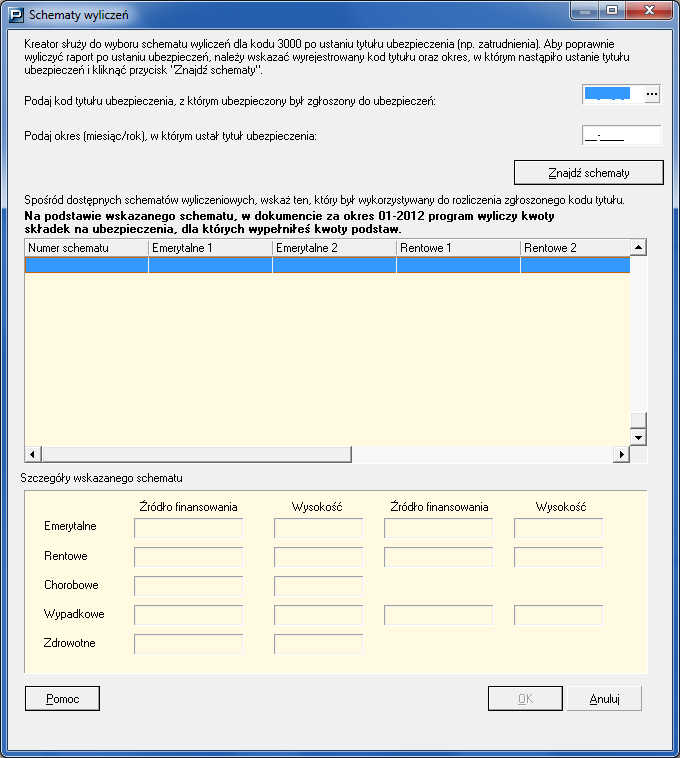 Schematy wyliczeń
Kreator służy do wyboru schematu wyliczeń dla kodu 3000 po ustaniu tytułu ubezpieczenia (np. zatrudnienia). Aby poprawnie
wyliczyć raport po ustaniu ubezpieczeń, należy wskazać wyrejestrowany kod tytułu oraz okres, w którym nastąpiło ustanie tytułu
ubezpieczeń i kliknąć przycisk "Znajdź schematy".
Podaj kod tytułu ubezpieczenia, z którym ubezpieczony był zgłoszony do ubezpieczeń:
...
Podaj okres (miesiąc/rok), w którym ustał tytuł ubezpieczenia:
__-____
Znajdź schematy
Spośród dostępnych schematów wyliczeniowych, wskaż ten, który był wykorzystywany do rozliczenia zgłoszonego kodu tytułu.
Na podstawie wskazanego schematu, w dokumencie za okres 01-2012 program wyliczy kwoty
składek na ubezpieczenia, dla których wypełniłeś kwoty podstaw.
Numer schematu Emerytalne 1 Emerytalne 2 Rentowe 1 Rentowe 2
Szczegóły wskazanego schematu
Źródło finansowania Wysokość Źródło finansowania Wysokość
Emerytalne
Rentowe
Chorobowe
Wypadkowe
Zdrowotne
Pomoc OK Anuluj